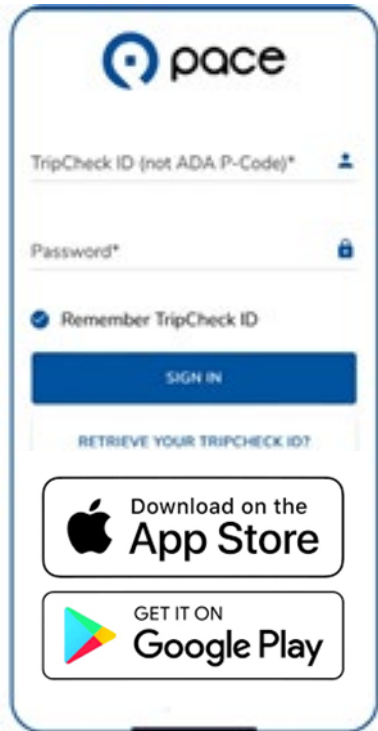 pace
TripCheck ID (not ADA P-Code)*
Password*
Remember TripCheck ID
SIGN IN
RETRIEVE YOUR TRIPCHECK ID?
Download on the
App Store
GET IT ON
Google Play